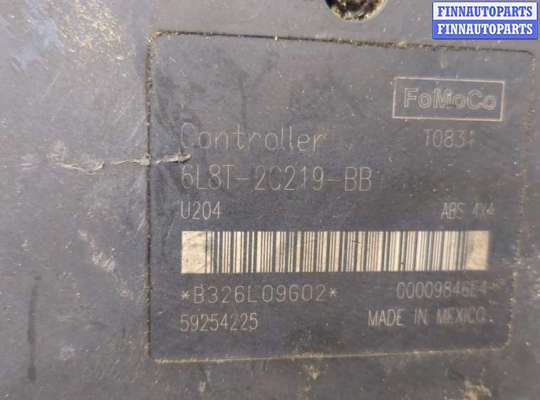 FINNAUTOPARTS
FINNAUTOPARTS
FoMoCo
Controller T0831
6L8T-2C219-BB
U204 ABS 4X4
*B326L09602* 00009846E4
59254225 MADE IN MEXICO